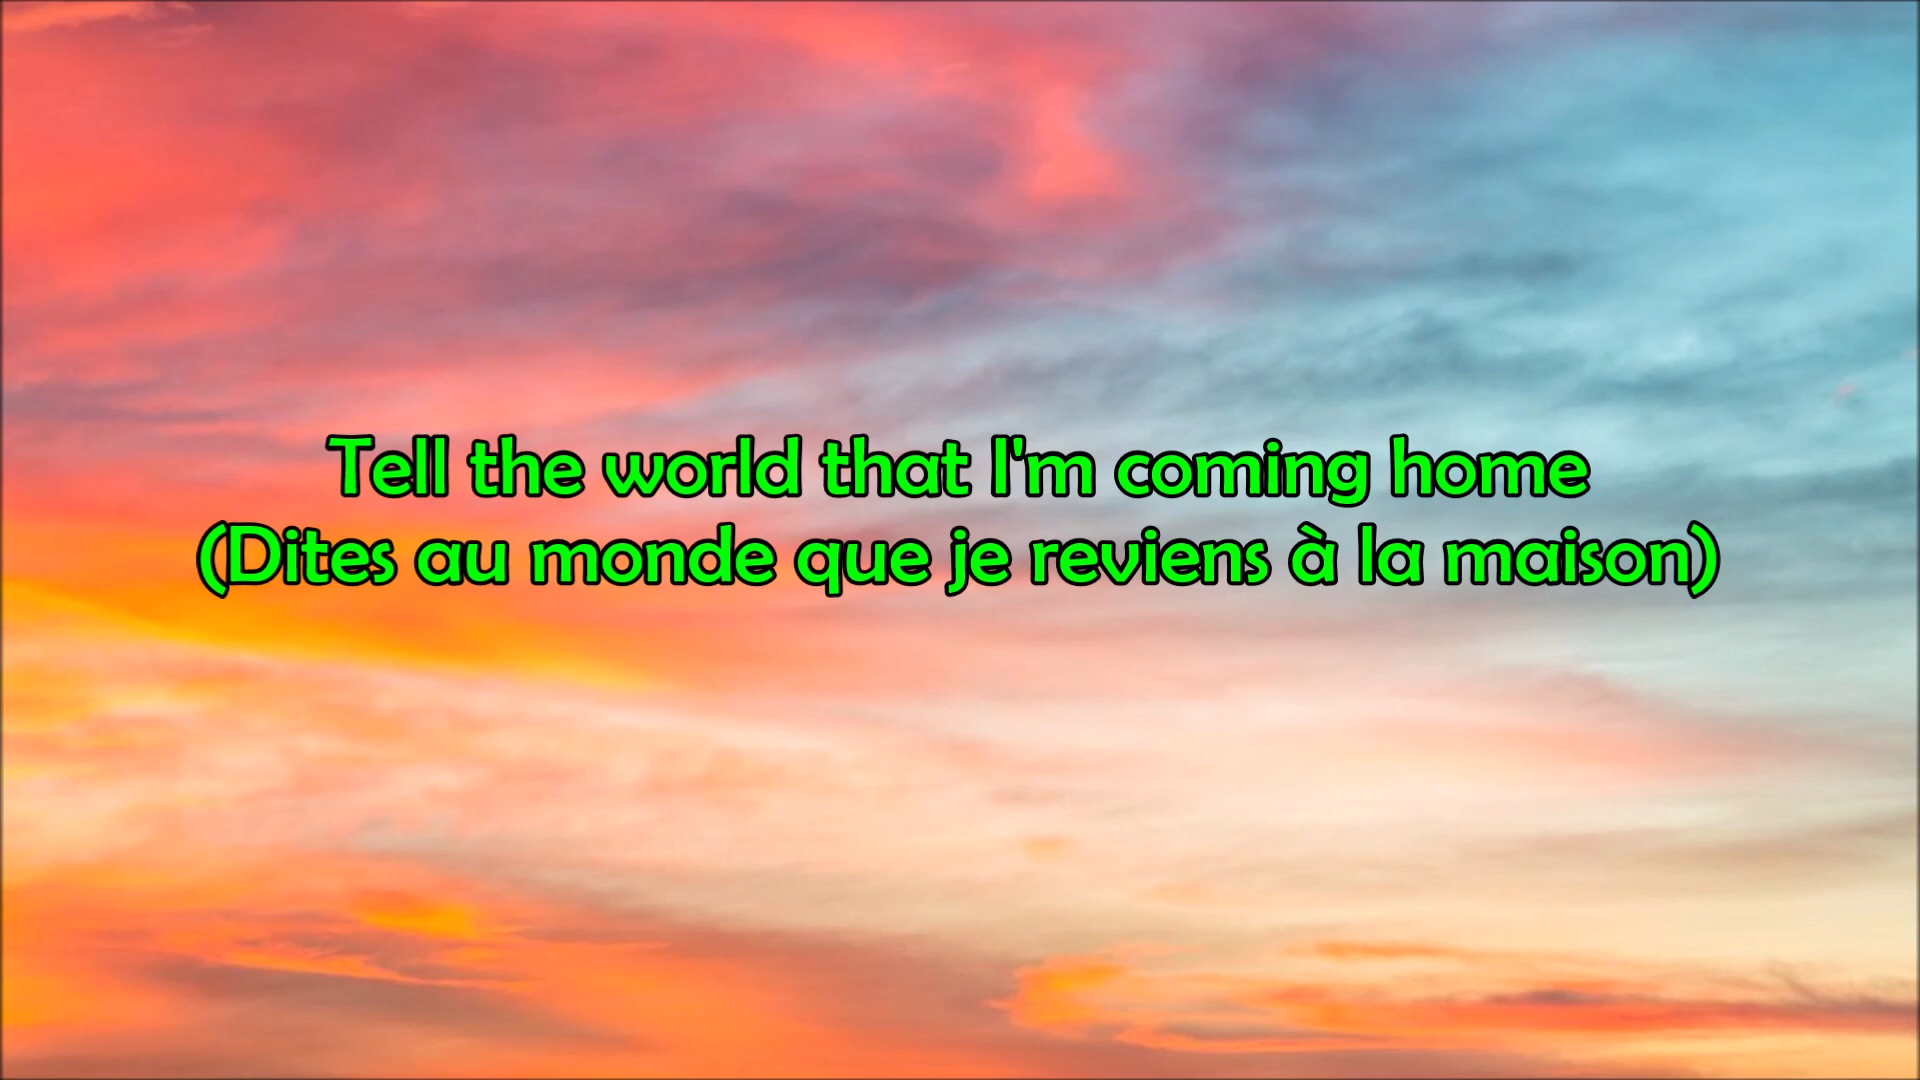 Tell the world that I'm coming home
(Dites au monde que je reviens à la maison)